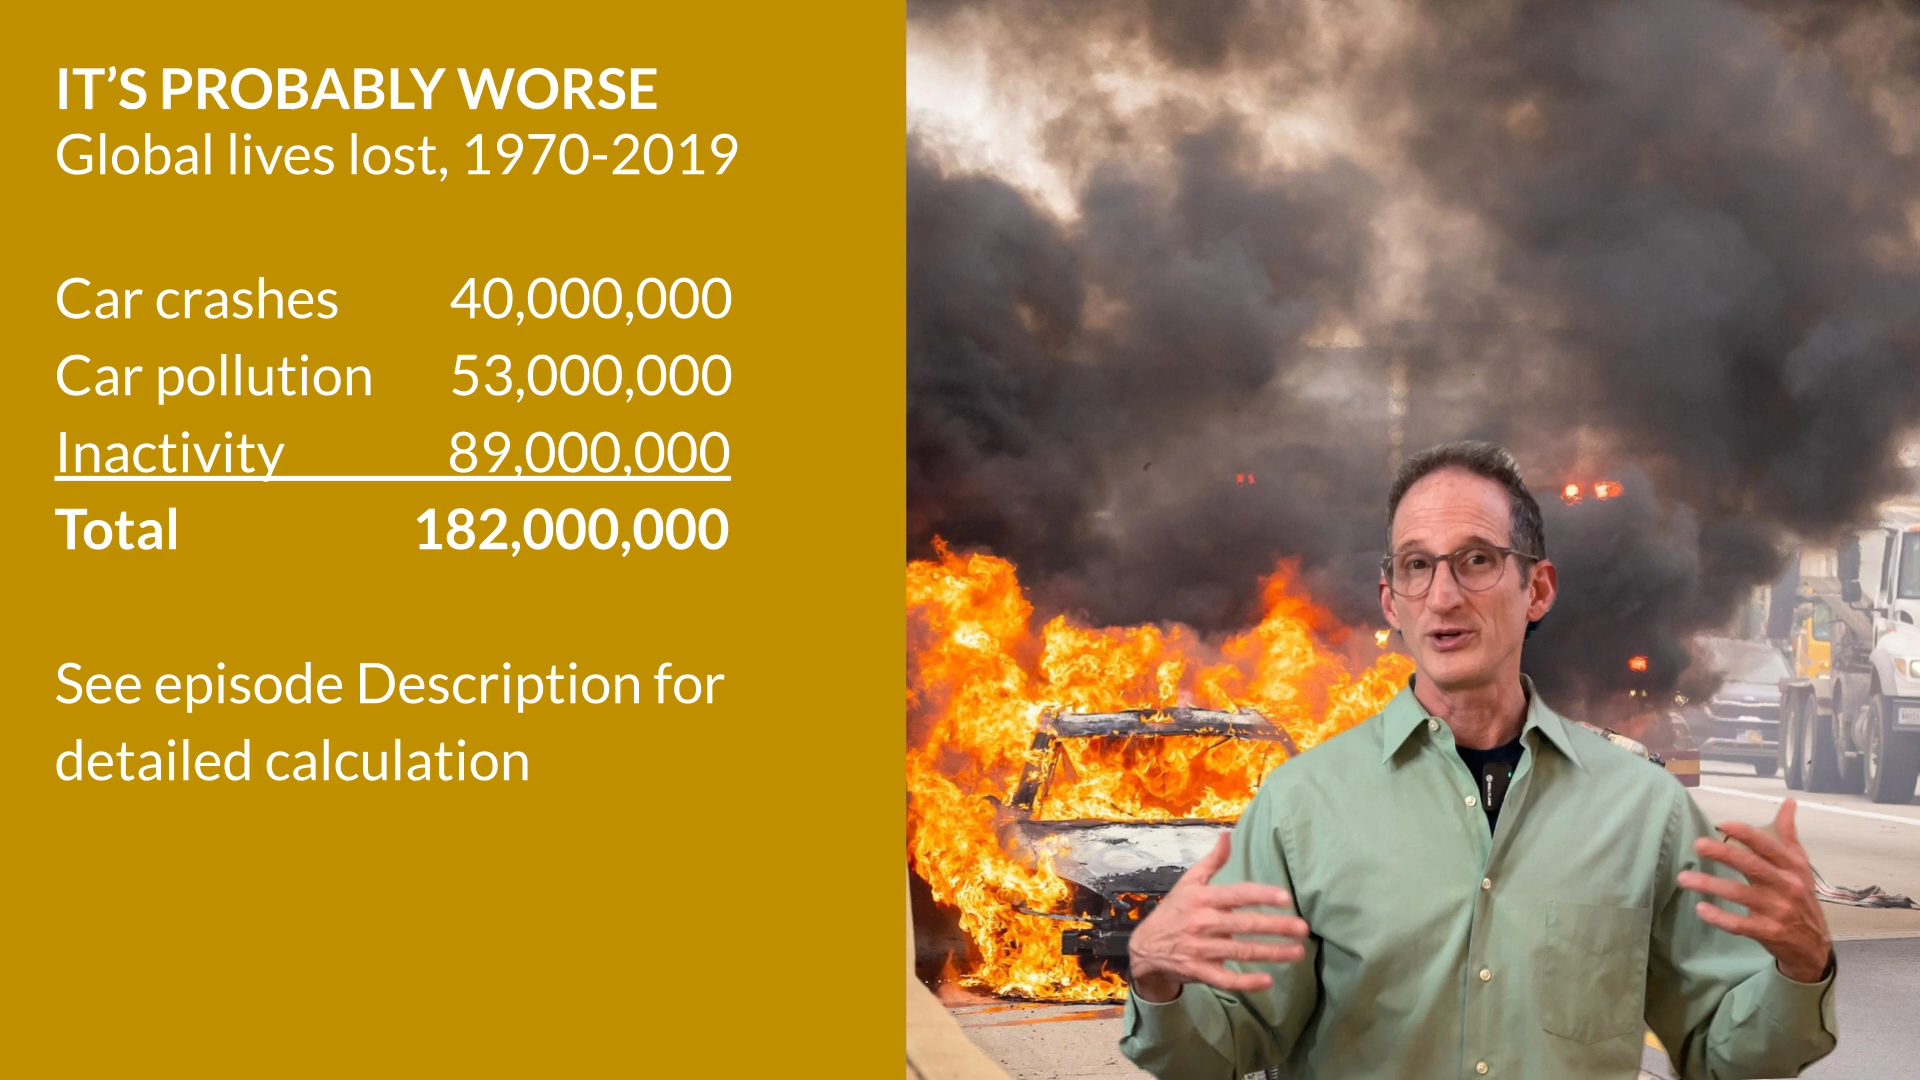 IT’S PROBABLY WORSE
Global lives lost, 1970-2019
Car crashes 40,000,000
Car pollution 53,000,000
Inactivity 89,000,000
Total 182,000,000
See episode Description for
detailed calculation